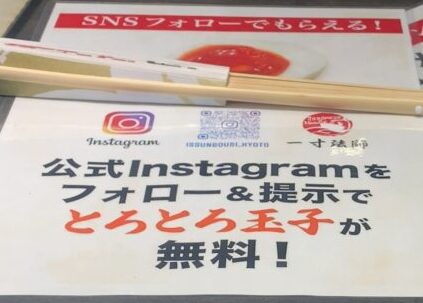 SNSフォローでもらえる！
Instagram
ISSUNBOUSI.KYOTO
一寸法師
公式Instagramを
フォロー＆提示で
とろとろ玉子が
無料！